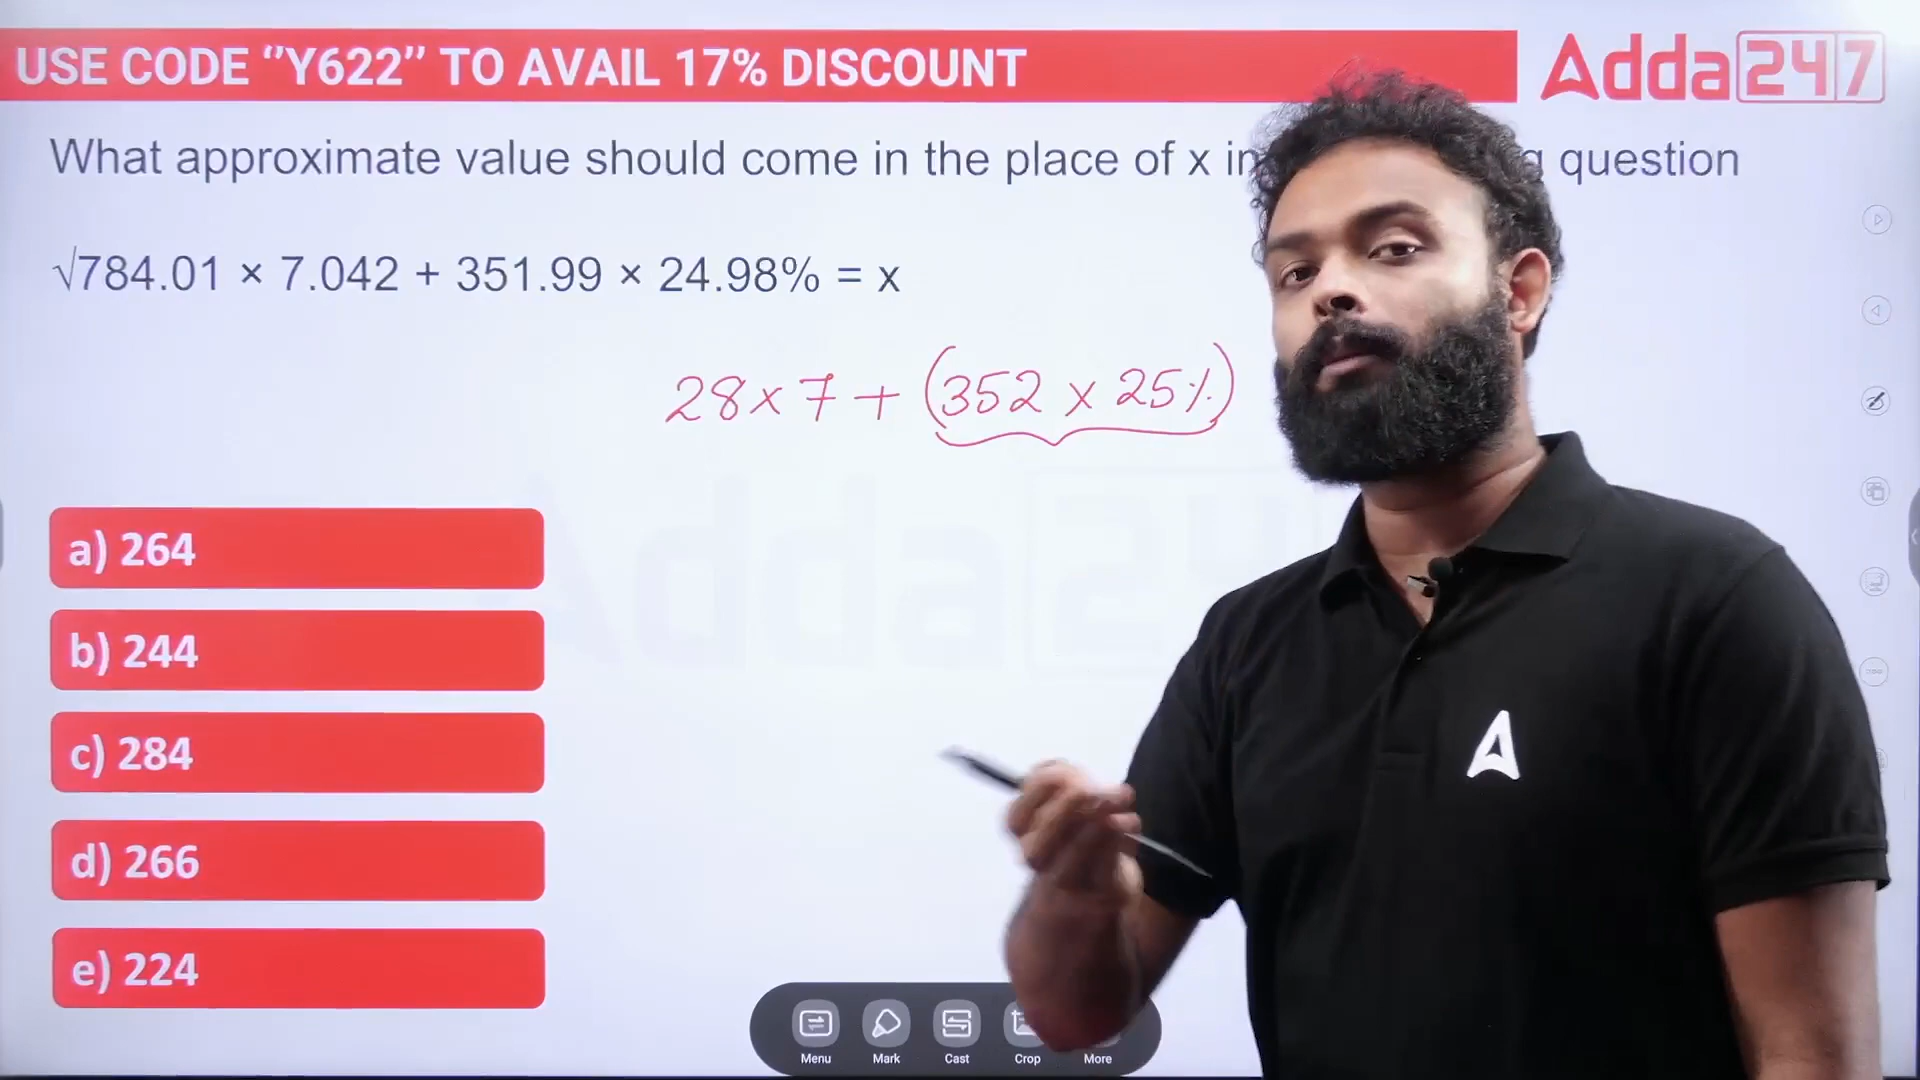 USE CODE ‘’Y622’’ TO AVAIL 17% DISCOUNT
Adda247
What approximate value should come in the place of x in question
√784.01 × 7.042 + 351.99 × 24.98% = x
28 × 7 + (352 × 25%)
a) 264
b) 244
c) 284
d) 266
e) 224
Menu Mark Cast Crop More